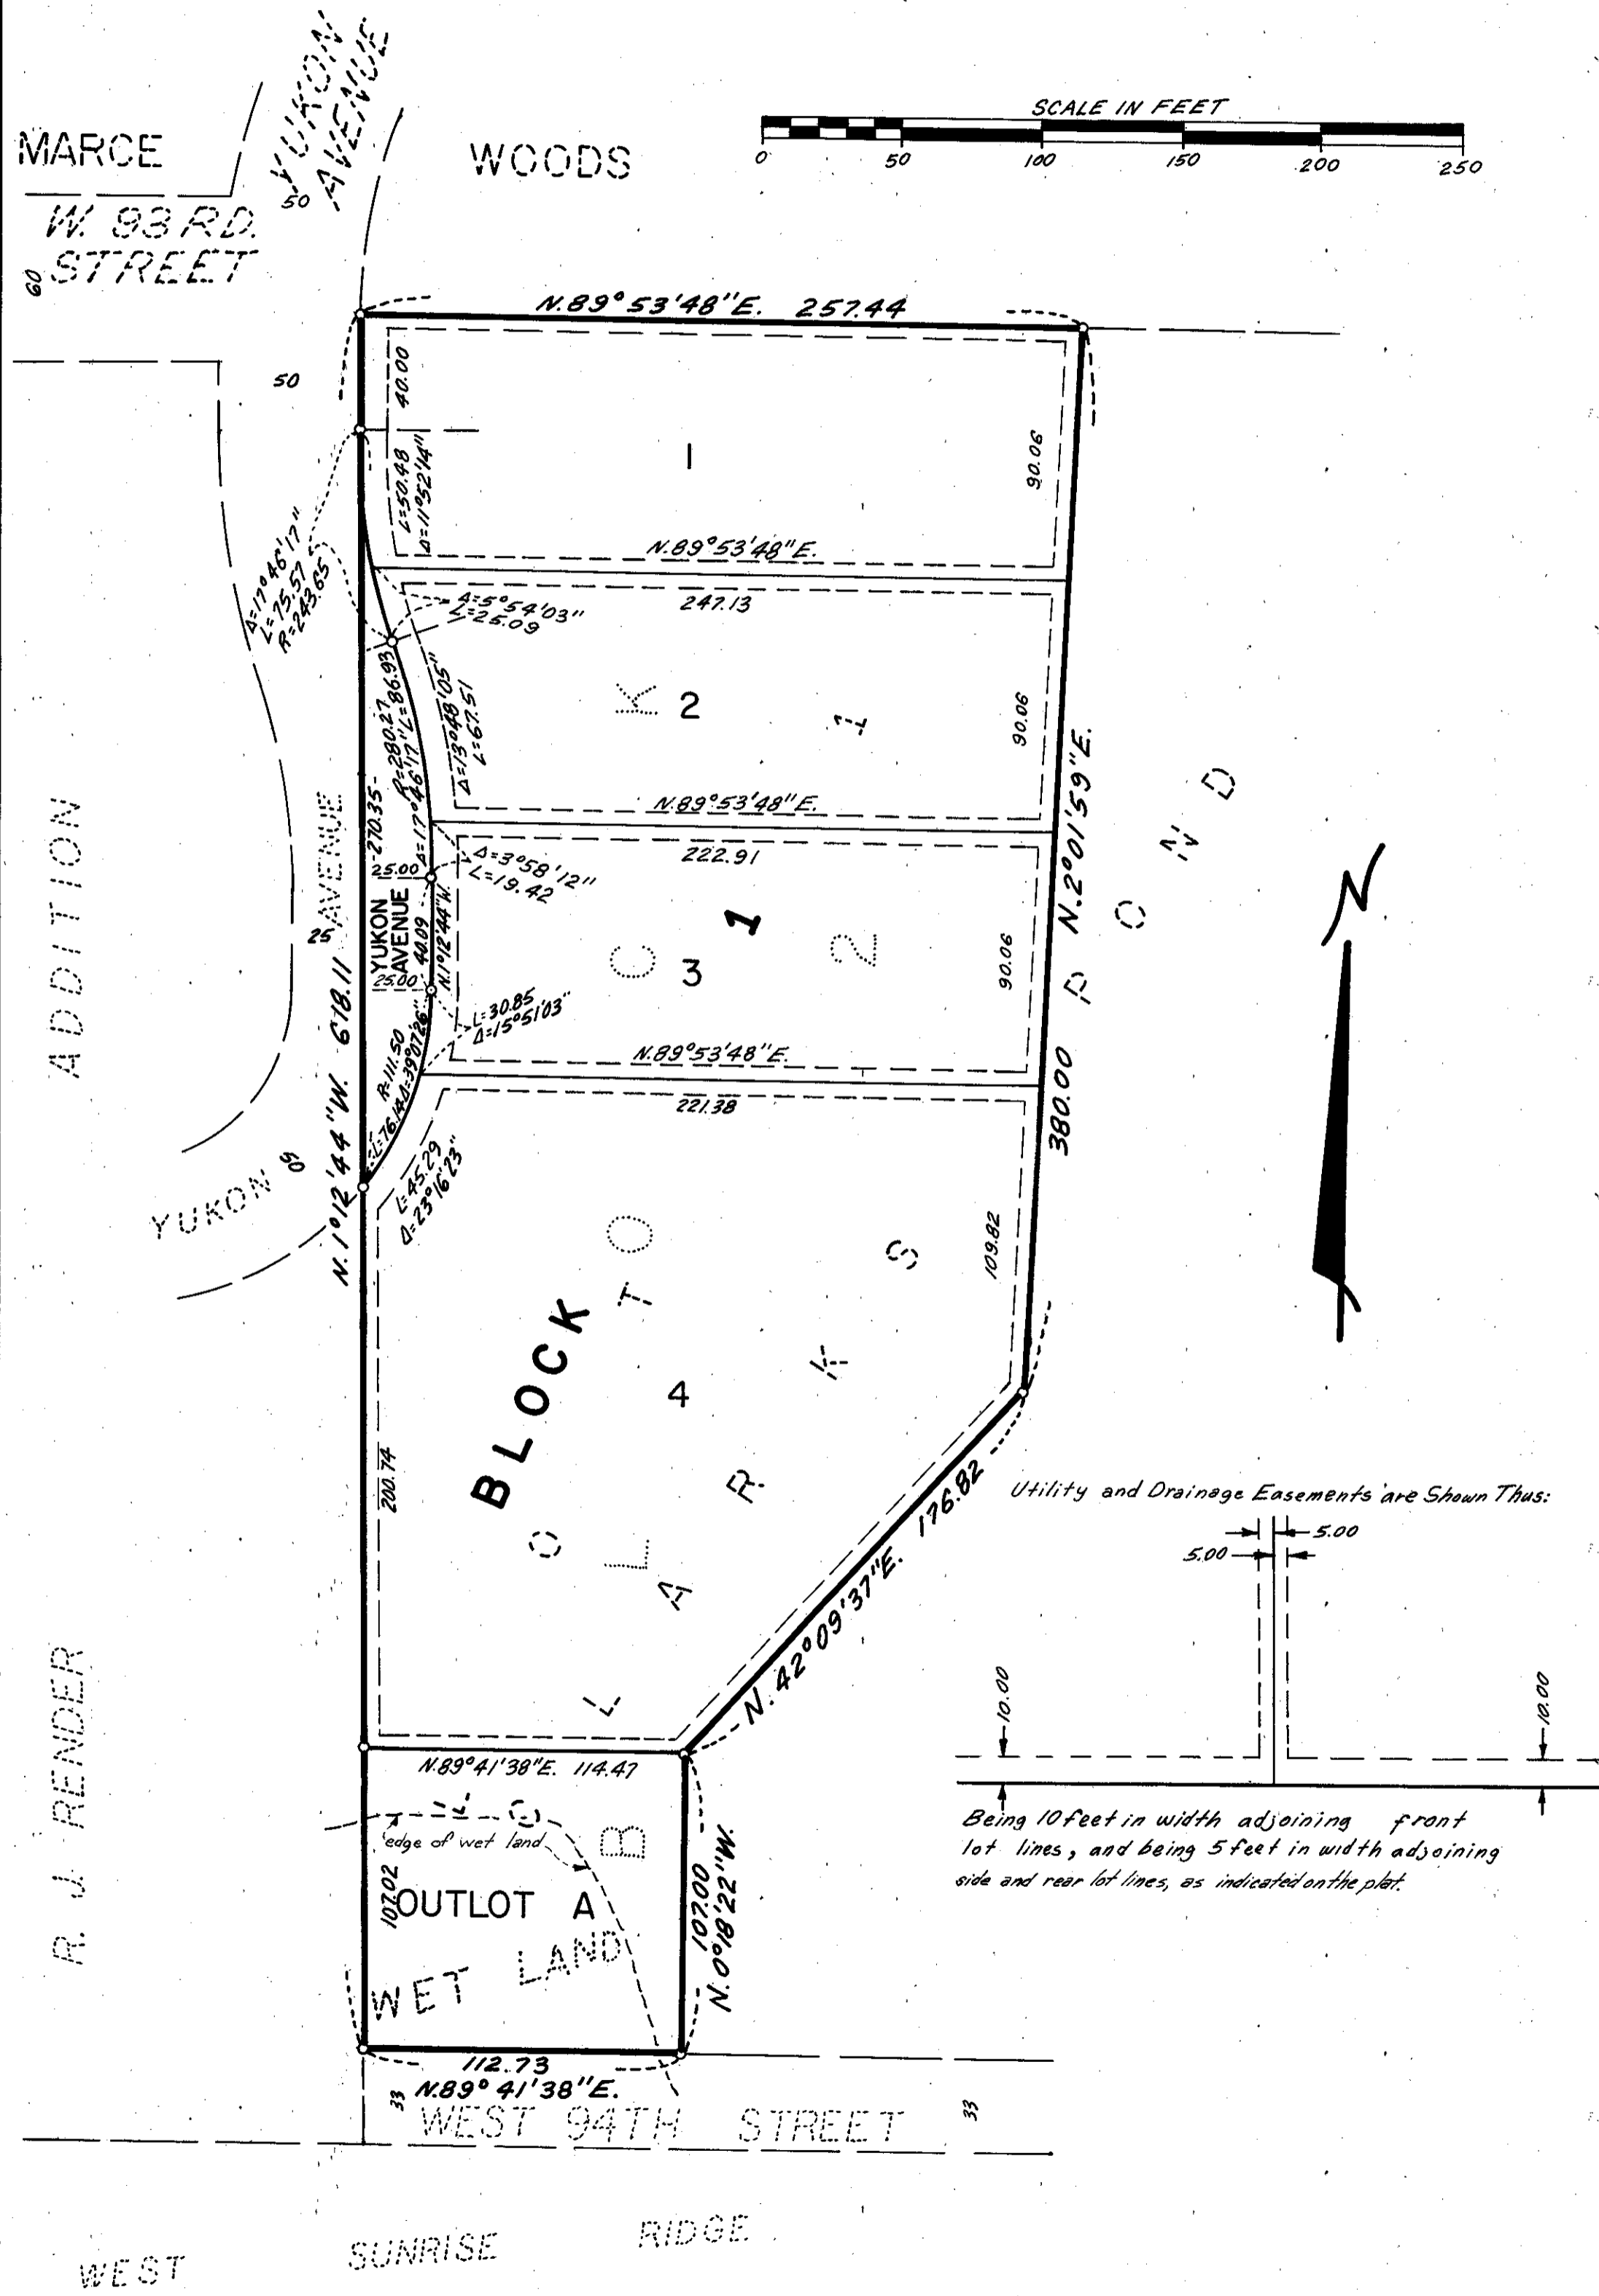 YUKON
AVENUE
SCALE IN FEET
0 50 100 150 200 250
MARCE
WOODS
50
W. 93 RD.
STREET
60
N.89° 53'48"E. 257.44
50
40.00
1
90.06
L=50.48
Δ=11°52'14"
N.89°53'48"E.
Δ=17°46'17"
L=75.57
R=243.65
Δ=5°54'03"
L=25.09
247.13
R=280.27
Δ=17°46'17" L=86.93
Δ=13°48'05"
L=67.51
K
2
1
90.06
N.2°01'59"E.
380.00
N.89°53'48"E.
270.35
222.91
ADDITION
AVENUE
25
25.00
YUKON
AVENUE
25.00
40.09
N.1°12'44"W.
Δ=3°58'12"
L=19.42
C
1
3
2
90.06
POND
N
L=30.85
Δ=15°51'03"
N.1°12'44"W. 618.11
R=111.50
L=76.14 Δ=39°07'26"
N.89°53'48"E.
221.38
YUKON
50
L=45.29
Δ=23°16'23"
109.82
O
T
S
K
R
A
L
L
O
BLOCK
4
200.74
N. 42°09'37"E. 176.82
Utility and Drainage Easements are Shown Thus:
5.00
5.00
10.00
10.00
R. J. RENDER
N.89°41'38"E. 114.47
edge of wet land
B
107.02
OUTLOT A
WET LAND
N.0°18'22"W.
107.00
Being 10 feet in width adjoining front
lot lines, and being 5 feet in width adjoining
side and rear lot lines, as indicated on the plat.
112.73
N.89° 41'38"E.
33
33
WEST 94TH STREET
WEST SUNRISE RIDGE